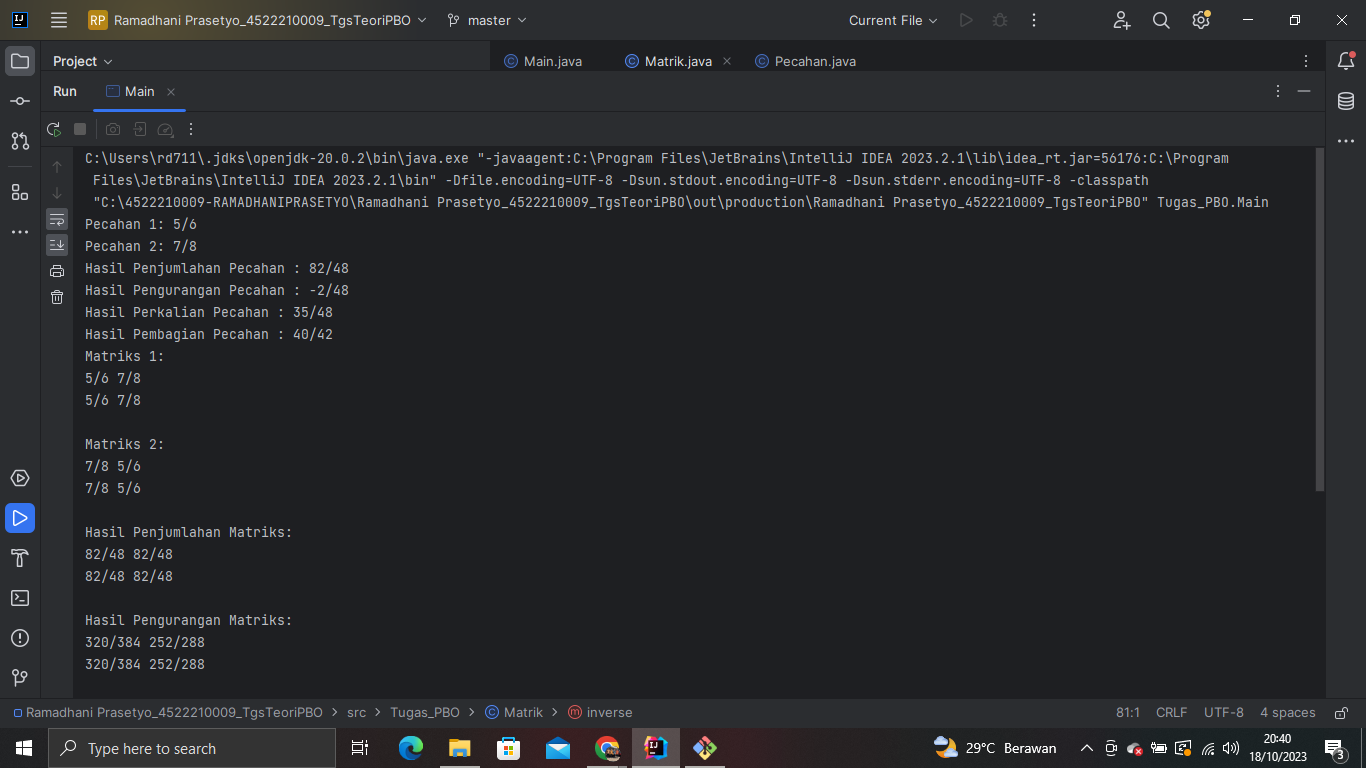 RP Ramadhani Prasetyo_4522210009_TgsTeoriPBO master Current File
Project Main.java Matrik.java Pecahan.java
Run Main
C:\Users\rd711\.jdks\openjdk-20.0.2\bin\java.exe "-javaagent:C:\Program Files\JetBrains\IntelliJ IDEA 2023.2.1\lib\idea_rt.jar=56176:C:\Program
Files\JetBrains\IntelliJ IDEA 2023.2.1\bin" -Dfile.encoding=UTF-8 -Dsun.stdout.encoding=UTF-8 -Dsun.stderr.encoding=UTF-8 -classpath
"C:\4522210009-RAMADHANIPRASETYO\Ramadhani Prasetyo_4522210009_TgsTeoriPBO\out\production\Ramadhani Prasetyo_4522210009_TgsTeoriPBO" Tugas_PBO.Main
Pecahan 1: 5/6
Pecahan 2: 7/8
Hasil Penjumlahan Pecahan : 82/48
Hasil Pengurangan Pecahan : -2/48
Hasil Perkalian Pecahan : 35/48
Hasil Pembagian Pecahan : 40/42
Matriks 1:
5/6 7/8
5/6 7/8
Matriks 2:
7/8 5/6
7/8 5/6
Hasil Penjumlahan Matriks:
82/48 82/48
82/48 82/48
Hasil Pengurangan Matriks:
320/384 252/288
320/384 252/288
Ramadhani Prasetyo_4522210009_TgsTeoriPBO > src > Tugas_PBO > Matrik > inverse 81:1 CRLF UTF-8 4 spaces
Type here to search 29°C Berawan 20:40
18/10/2023 3